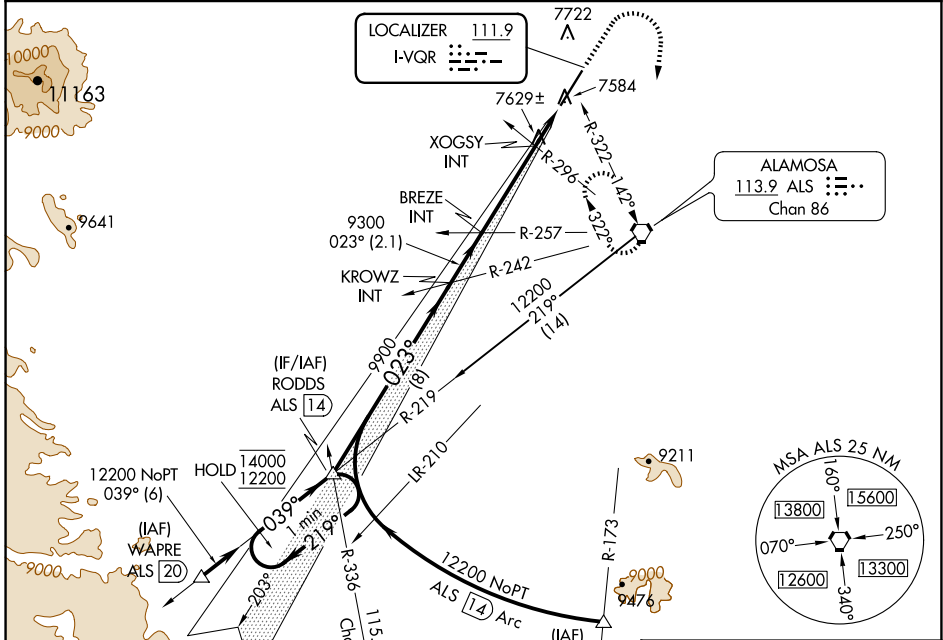 LOCALIZER 111.9
I-VQR
7722
7584
7629±
10000
11163
9000
XOGSY
INT
R-296
R-322
142°
ALAMOSA
113.9 ALS
Chan 86
9641
BREZE
INT
9300
023° (2.1)
R-257
322°
KROWZ
INT
R-242
12200
219°
(14)
9900
023°
(8)
(IF/IAF)
RODDS
ALS 14
R-219
LR-210
12200 NoPT
039° (6)
HOLD 14000
12200
039°
1 min
219°
(IAF)
WAPRE
ALS 20
9000
203°
R-336
115.
Ch
12200 NoPT
ALS 14 Arc
R-173
9211
9000
9476
(IAF)
MSA ALS 25 NM
160°
13800
15600
070°
250°
12600
13300
340°